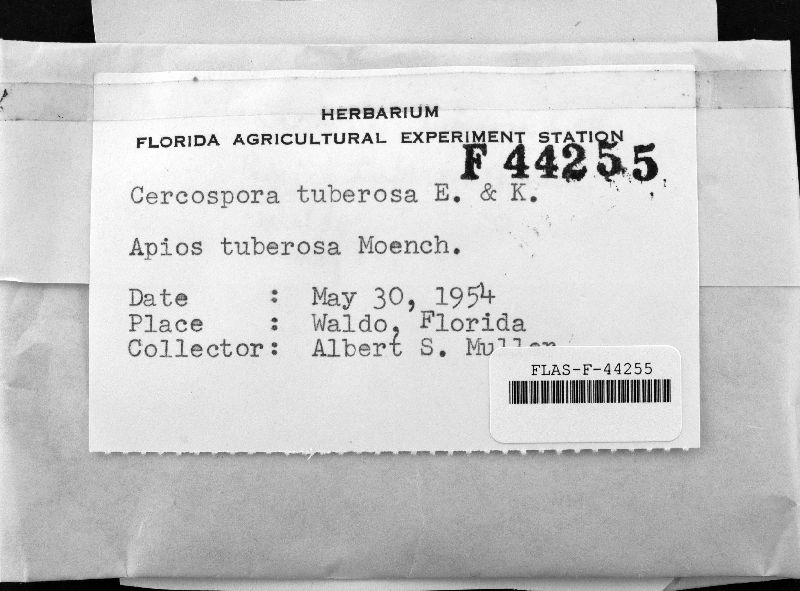 HERBARIUM
FLORIDA AGRICULTURAL EXPERIMENT STATION
F 44255
Cercospora tuberosa E. & K.
Apios tuberosa Moench.
Date : May 30, 1954
Place : Waldo, Florida
Collector: Albert S. Muller
FLAS-F-44255